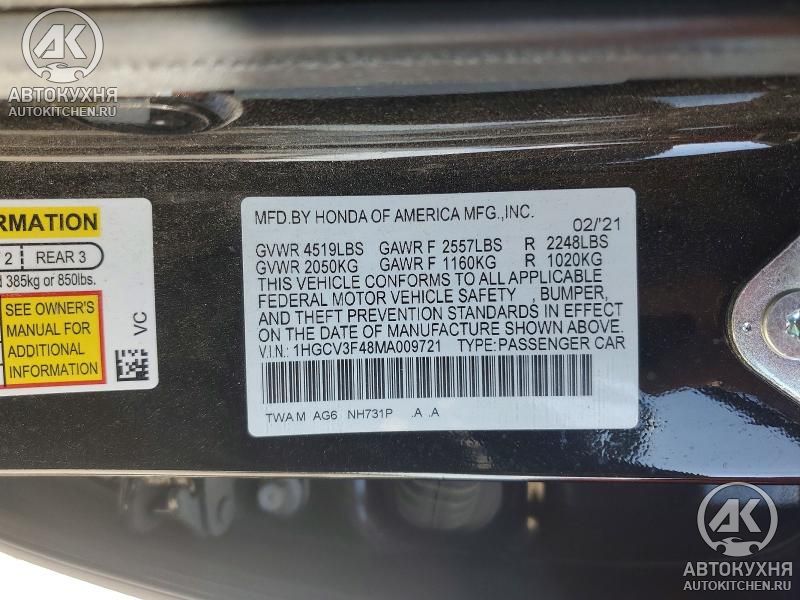 AK
АВТОКУХНЯ
AUTOKITCHEN.RU
RMATION
2 REAR 3
d 385kg or 850lbs.
SEE OWNER'S
MANUAL FOR
ADDITIONAL
INFORMATION
VC
MFD.BY HONDA OF AMERICA MFG.,INC. 02/'21
GVWR 4519LBS GAWR F 2557LBS R 2248LBS
GVWR 2050KG GAWR F 1160KG R 1020KG
THIS VEHICLE CONFORMS TO ALL APPLICABLE
FEDERAL MOTOR VEHICLE SAFETY , BUMPER,
AND THEFT PREVENTION STANDARDS IN EFFECT
ON THE DATE OF MANUFACTURE SHOWN ABOVE.
V.I.N.: 1HGCV3F48MA009721 TYPE:PASSENGER CAR
TWA M AG6 NH731P .A .A
AK
АВТОКУХНЯ
AUTOKITCHEN.RU